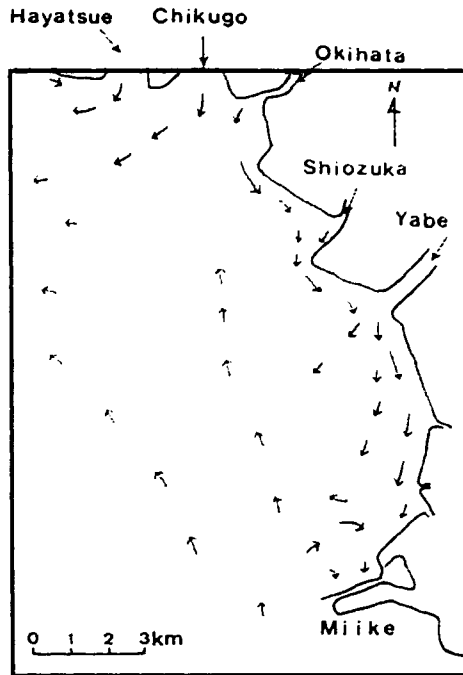 Hayatsue Chikugo
Okihata
N
Shiozuka
Yabe
Miike
0 1 2 3km